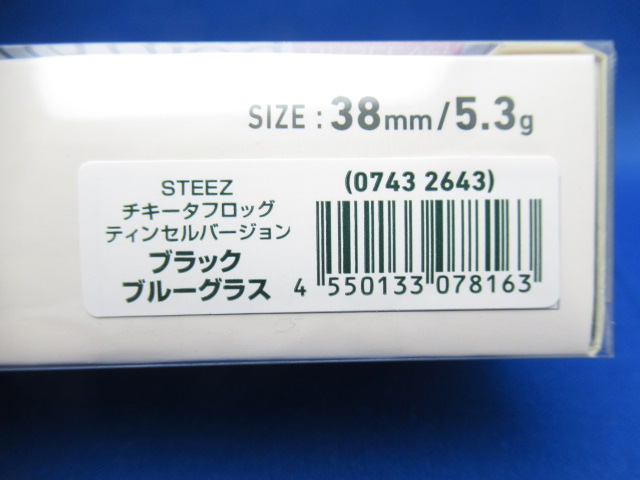 SIZE : 38mm/5.3g
STEEZ
チキータフロッグ
ティンセルバージョン
ブラック
ブルーグラス
(0743 2643)
4 550133 078163